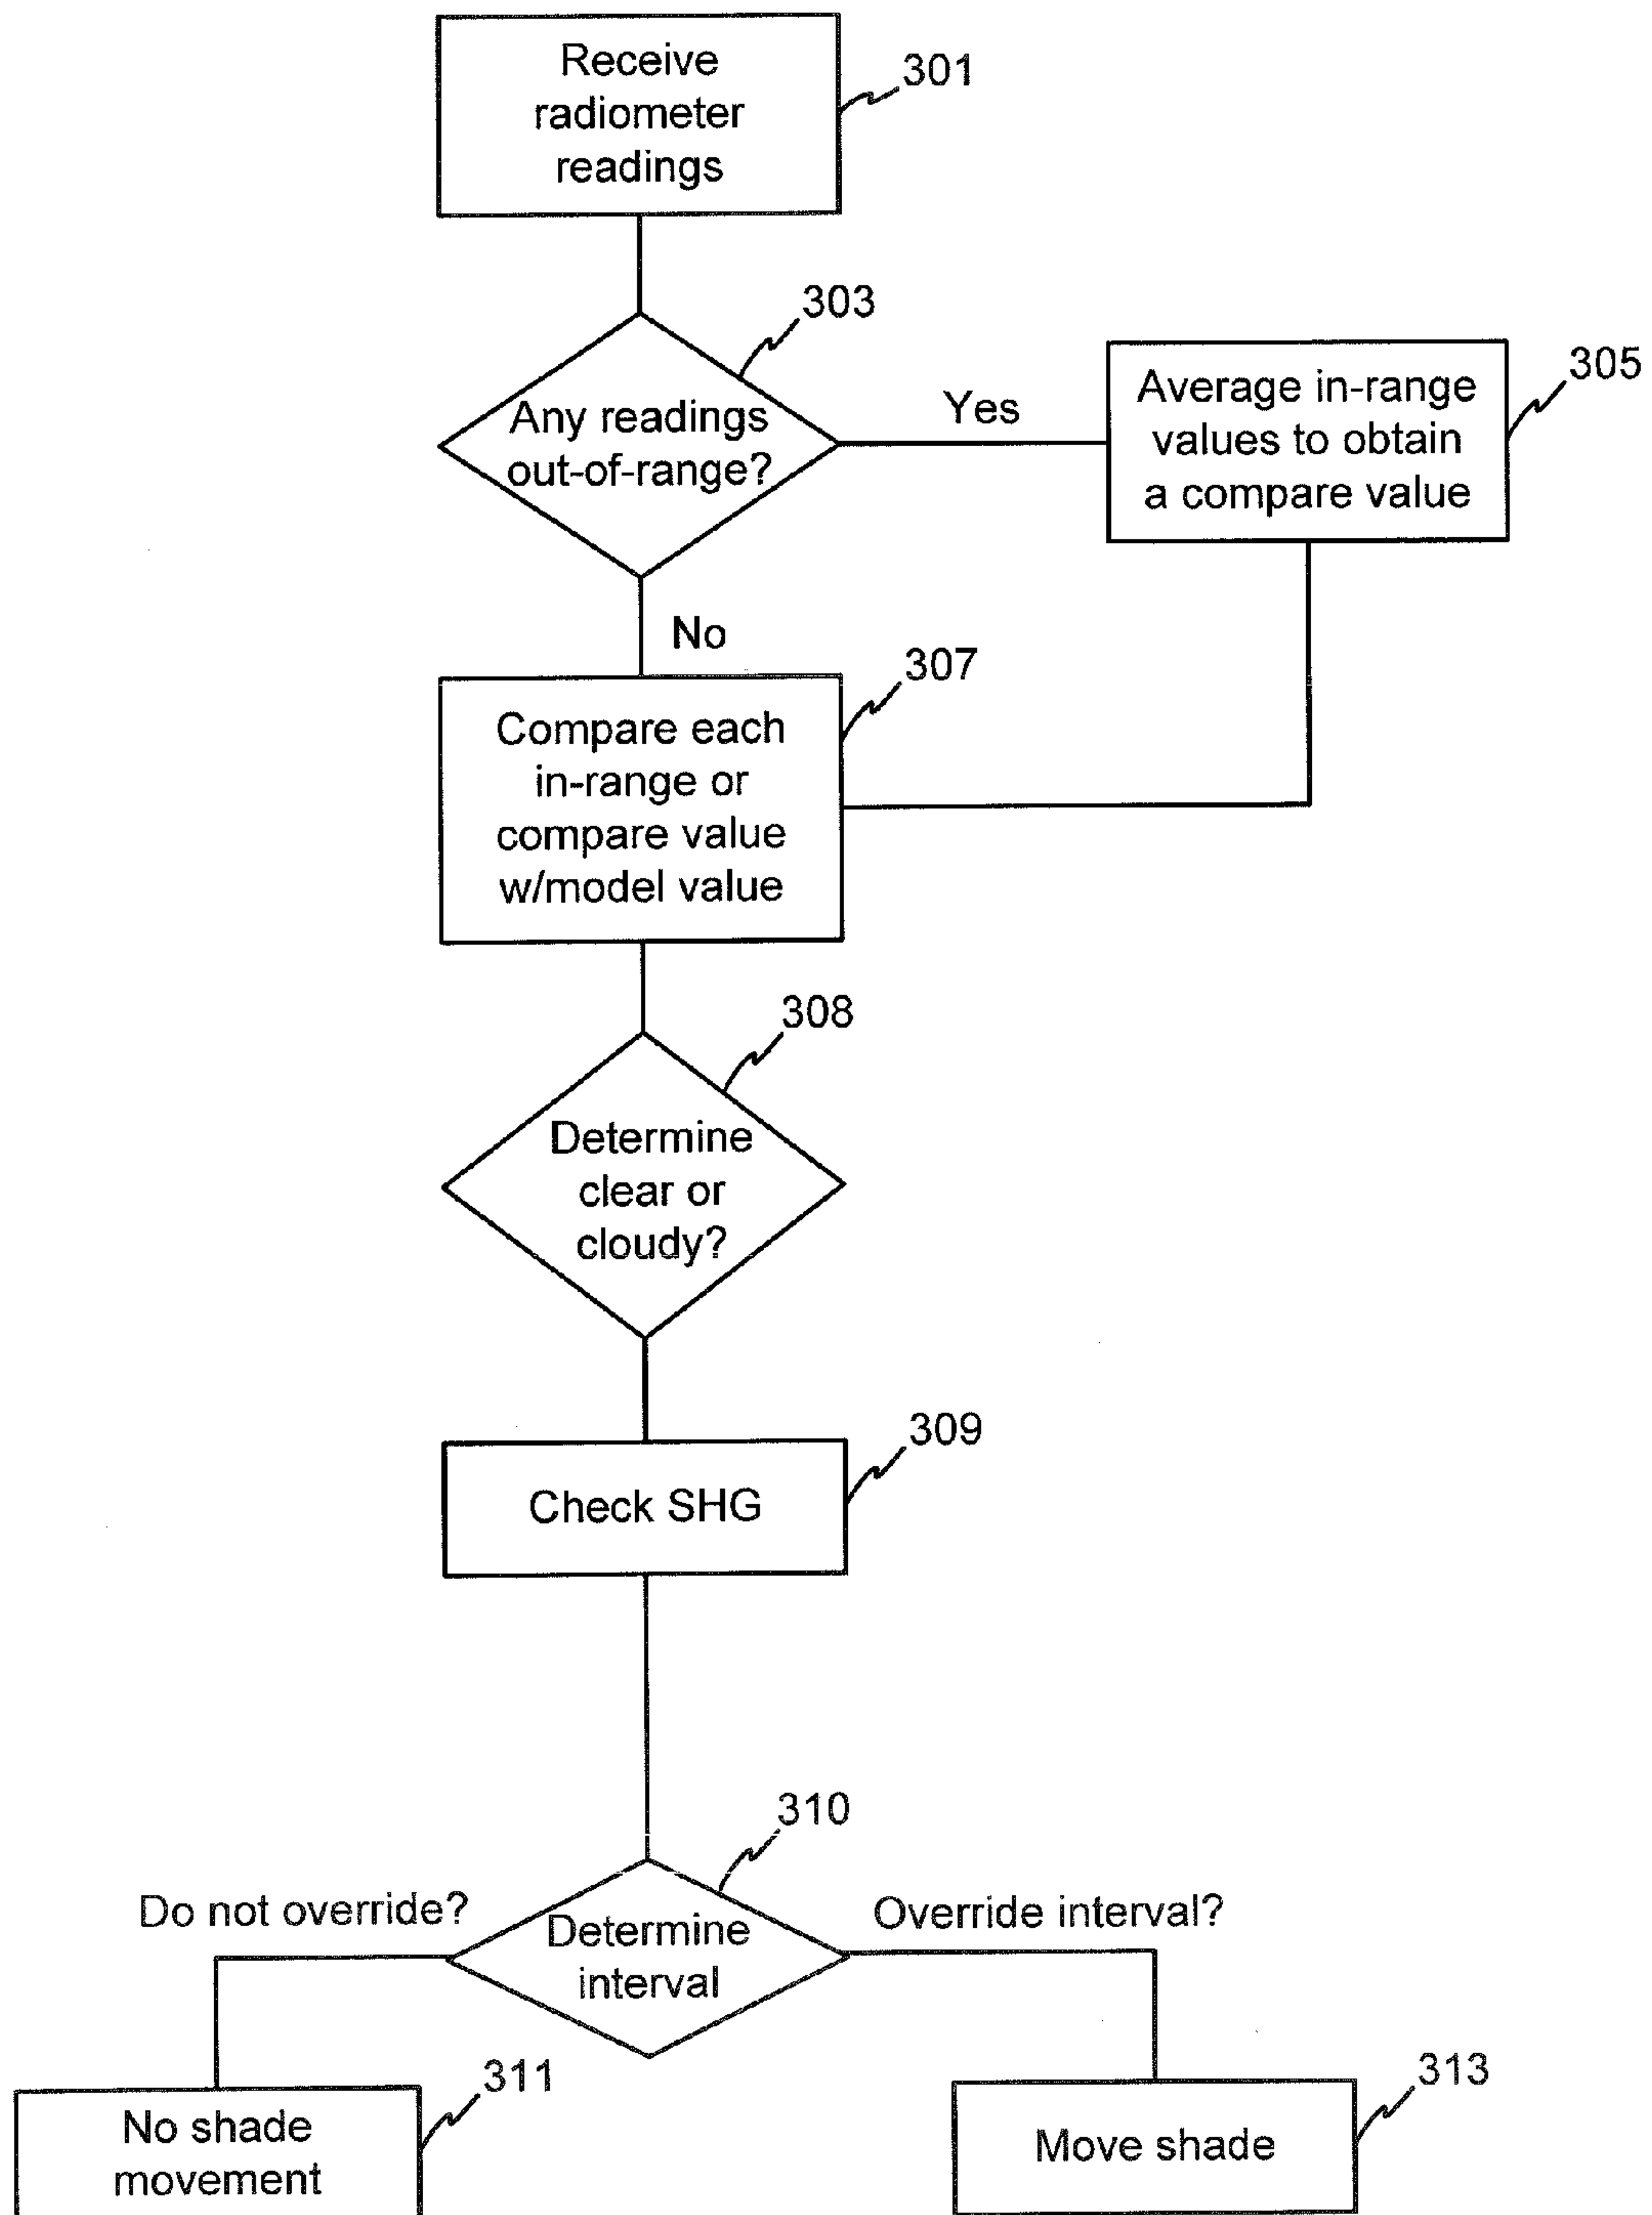 Receive
radiometer
readings
301
303
Any readings
out-of-range?
Yes
Average in-range
values to obtain
a compare value
305
No
307
Compare each
in-range or
compare value
w/model value
308
Determine
clear or
cloudy?
309
Check SHG
310
Do not override?
Determine
interval
Override interval?
311
No shade
movement
313
Move shade